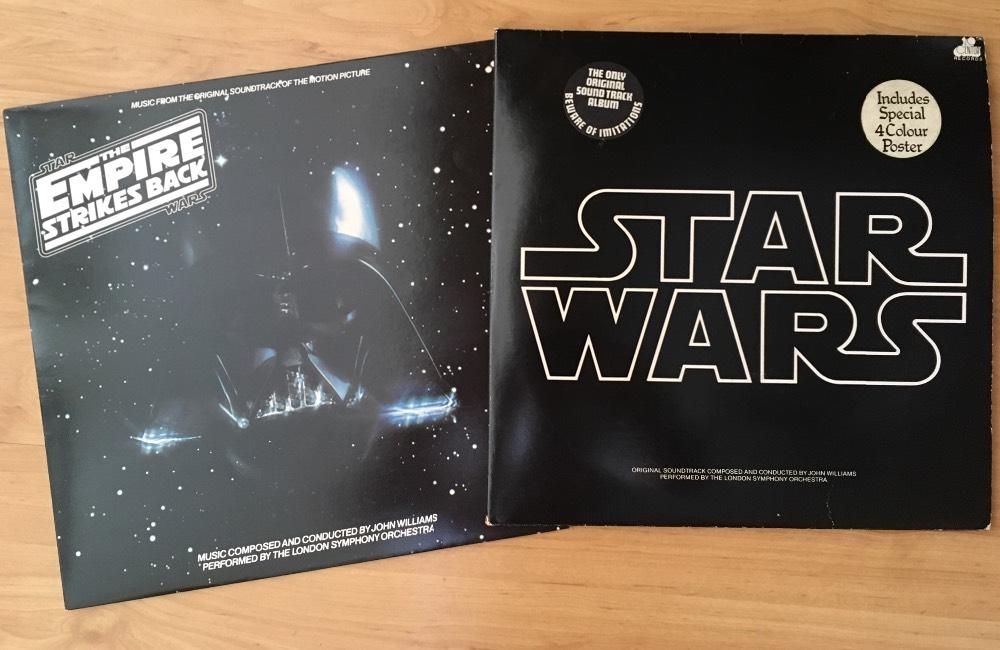 MUSIC FROM THE ORIGINAL SOUNDTRACK OF THE MOTION PICTURE
STAR
THE
EMPIRE
STRIKES BACK
WARS
MUSIC COMPOSED AND CONDUCTED BY JOHN WILLIAMS
PERFORMED BY THE LONDON SYMPHONY ORCHESTRA
THE ONLY
ORIGINAL
SOUND TRACK
ALBUM
BEWARE OF IMITATIONS
RECORDS
Includes
Special
4 Colour
Poster
STAR
WARS
ORIGINAL SOUNDTRACK COMPOSED AND CONDUCTED BY JOHN WILLIAMS
PERFORMED BY THE LONDON SYMPHONY ORCHESTRA